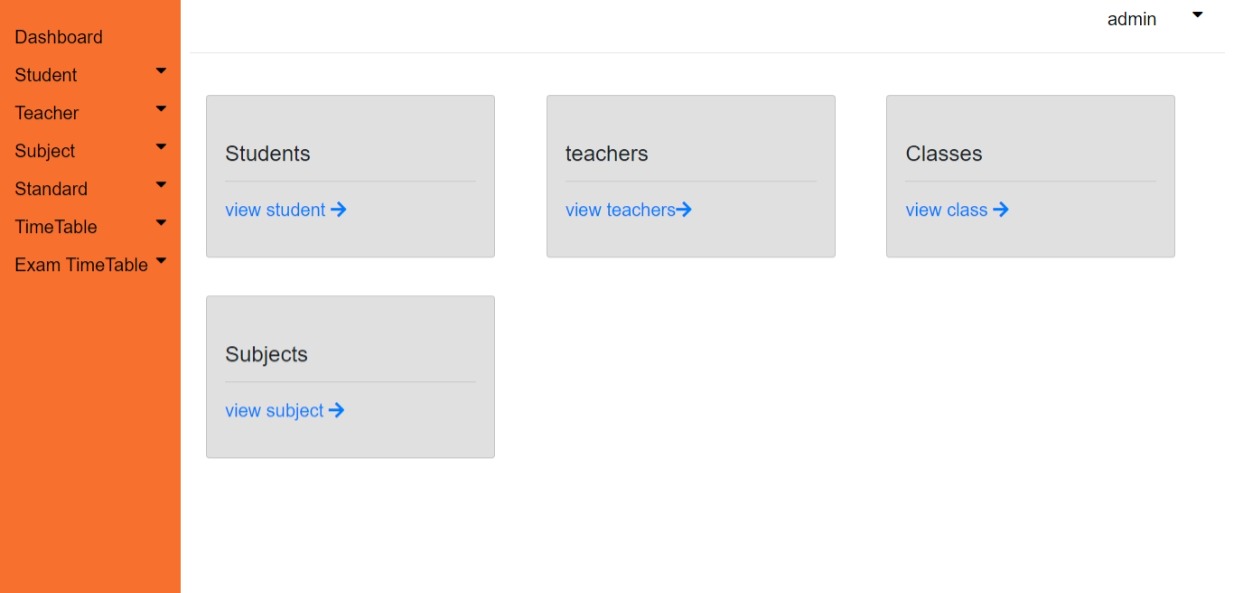 admin
Dashboard
Student
Teacher
Subject
Standard
TimeTable
Exam TimeTable
Students
view student
teachers
view teachers
Classes
view class
Subjects
view subject